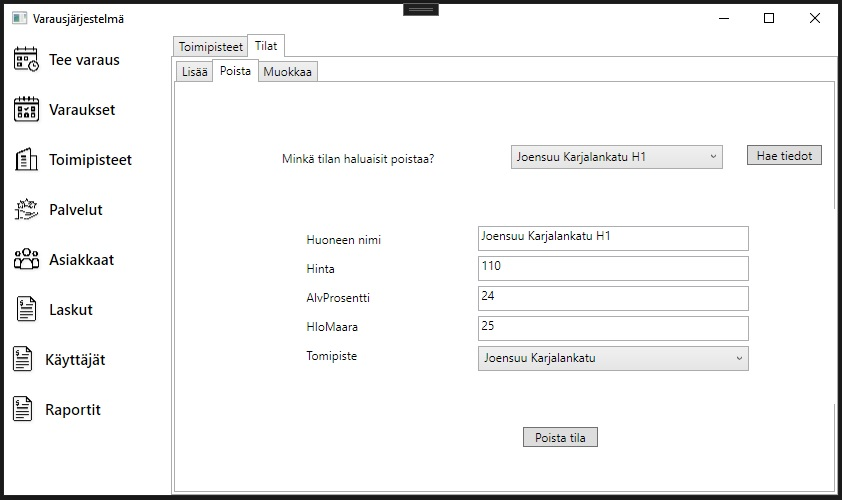 Varausjärjestelmä
Tee varaus
Varaukset
Toimipisteet
Palvelut
Asiakkaat
Laskut
Käyttäjät
Raportit
Toimipisteet Tilat
Lisää Poista Muokkaa
Minkä tilan haluaisit poistaa? Joensuu Karjalankatu H1 Hae tiedot
Huoneen nimi Joensuu Karjalankatu H1
Hinta 110
AlvProsentti 24
HloMaara 25
Tomipiste Joensuu Karjalankatu
Poista tila